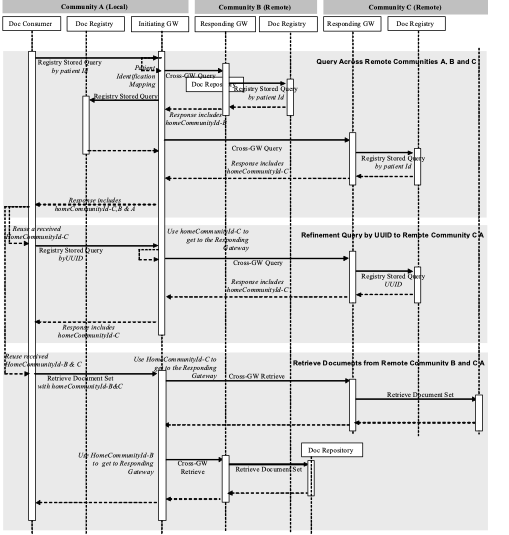 Community A (Local)
Community B (Remote)
Community C (Remote)
Doc Consumer
Doc Registry
Initiating GW
Responding GW
Doc Registry
Responding GW
Doc Registry
Query Across Remote Communities A, B and C
Registry Stored Query
by patient Id
Patient
Identification
Mapping
Cross-GW Query
Doc Repository
Registry Stored Query
by patient Id
Registry Stored Query
Response includes
homeCommunityId-B
Cross-GW Query
Registry Stored Query
by patient Id
Response includes
homeCommunityId-C
Response includes
homeCommunityId-C,B & A
Reuse a received
HomeCommunityId-C
Use homeCommunityId-C to
get to the Responding
Gateway
Refinement Query by UUID to Remote Community C A
Registry Stored Query
byUUID
Cross-GW Query
Registry Stored Query
UUID
Response includes
homeCommunityId-C
Response includes
homeCommunityId-C
Reuse received
HomeCommunityId-B & C
Use HomeCommunityId-C to
get to the Responding
Gateway
Retrieve Documents from Remote Community B and C A
Retrieve Document Set
with homeCommunityId-B&C
Cross-GW Retrieve
Retrieve Document Set
Doc Repository
Use HomeCommunityId-B
to get to Responding
Gateway
Cross-GW
Retrieve
Retrieve Document Set